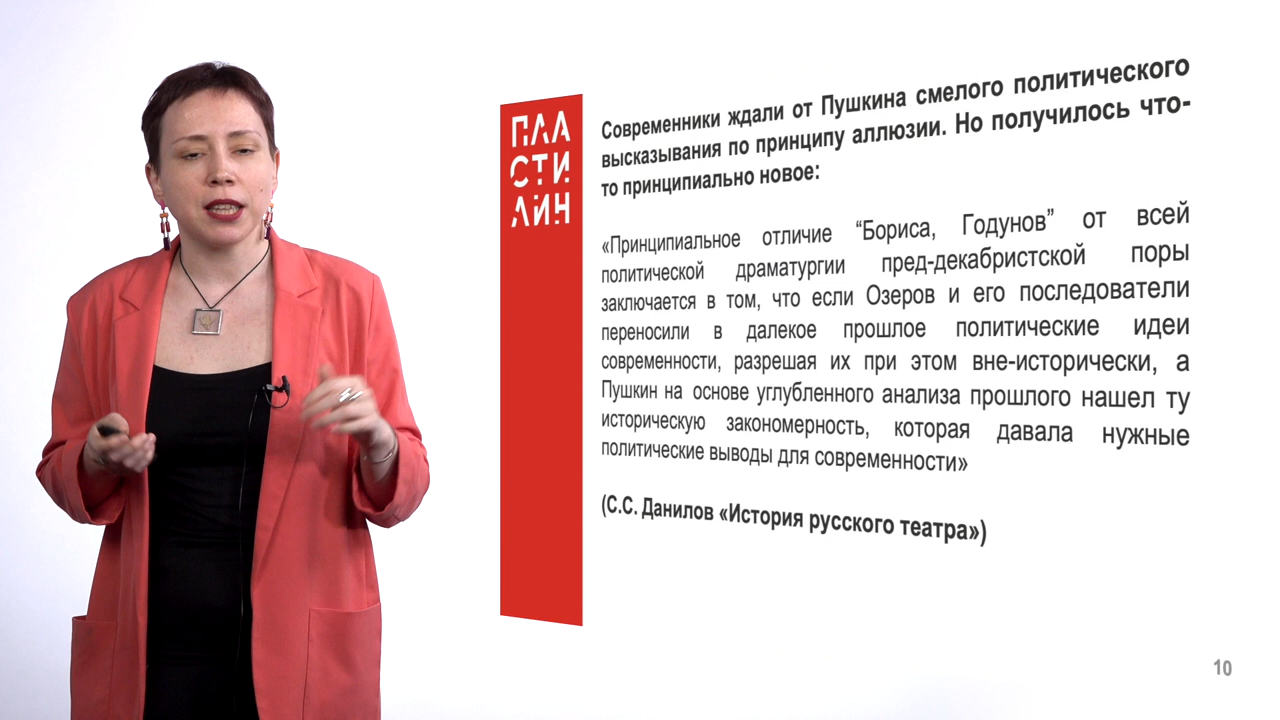 ПЛА
СТИ
ЛИН
Современники ждали от Пушкина смелого политического
высказывания по принципу аллюзии. Но получилось что-
то принципиально новое:
«Принципиальное отличие “Бориса, Годунов” от всей
политической драматургии пред-декабристской поры
заключается в том, что если Озеров и его последователи
переносили в далекое прошлое политические идеи
современности, разрешая их при этом вне-исторически, а
Пушкин на основе углубленного анализа прошлого нашел ту
историческую закономерность, которая давала нужные
политические выводы для современности»
(С.С. Данилов «История русского театра»)
10